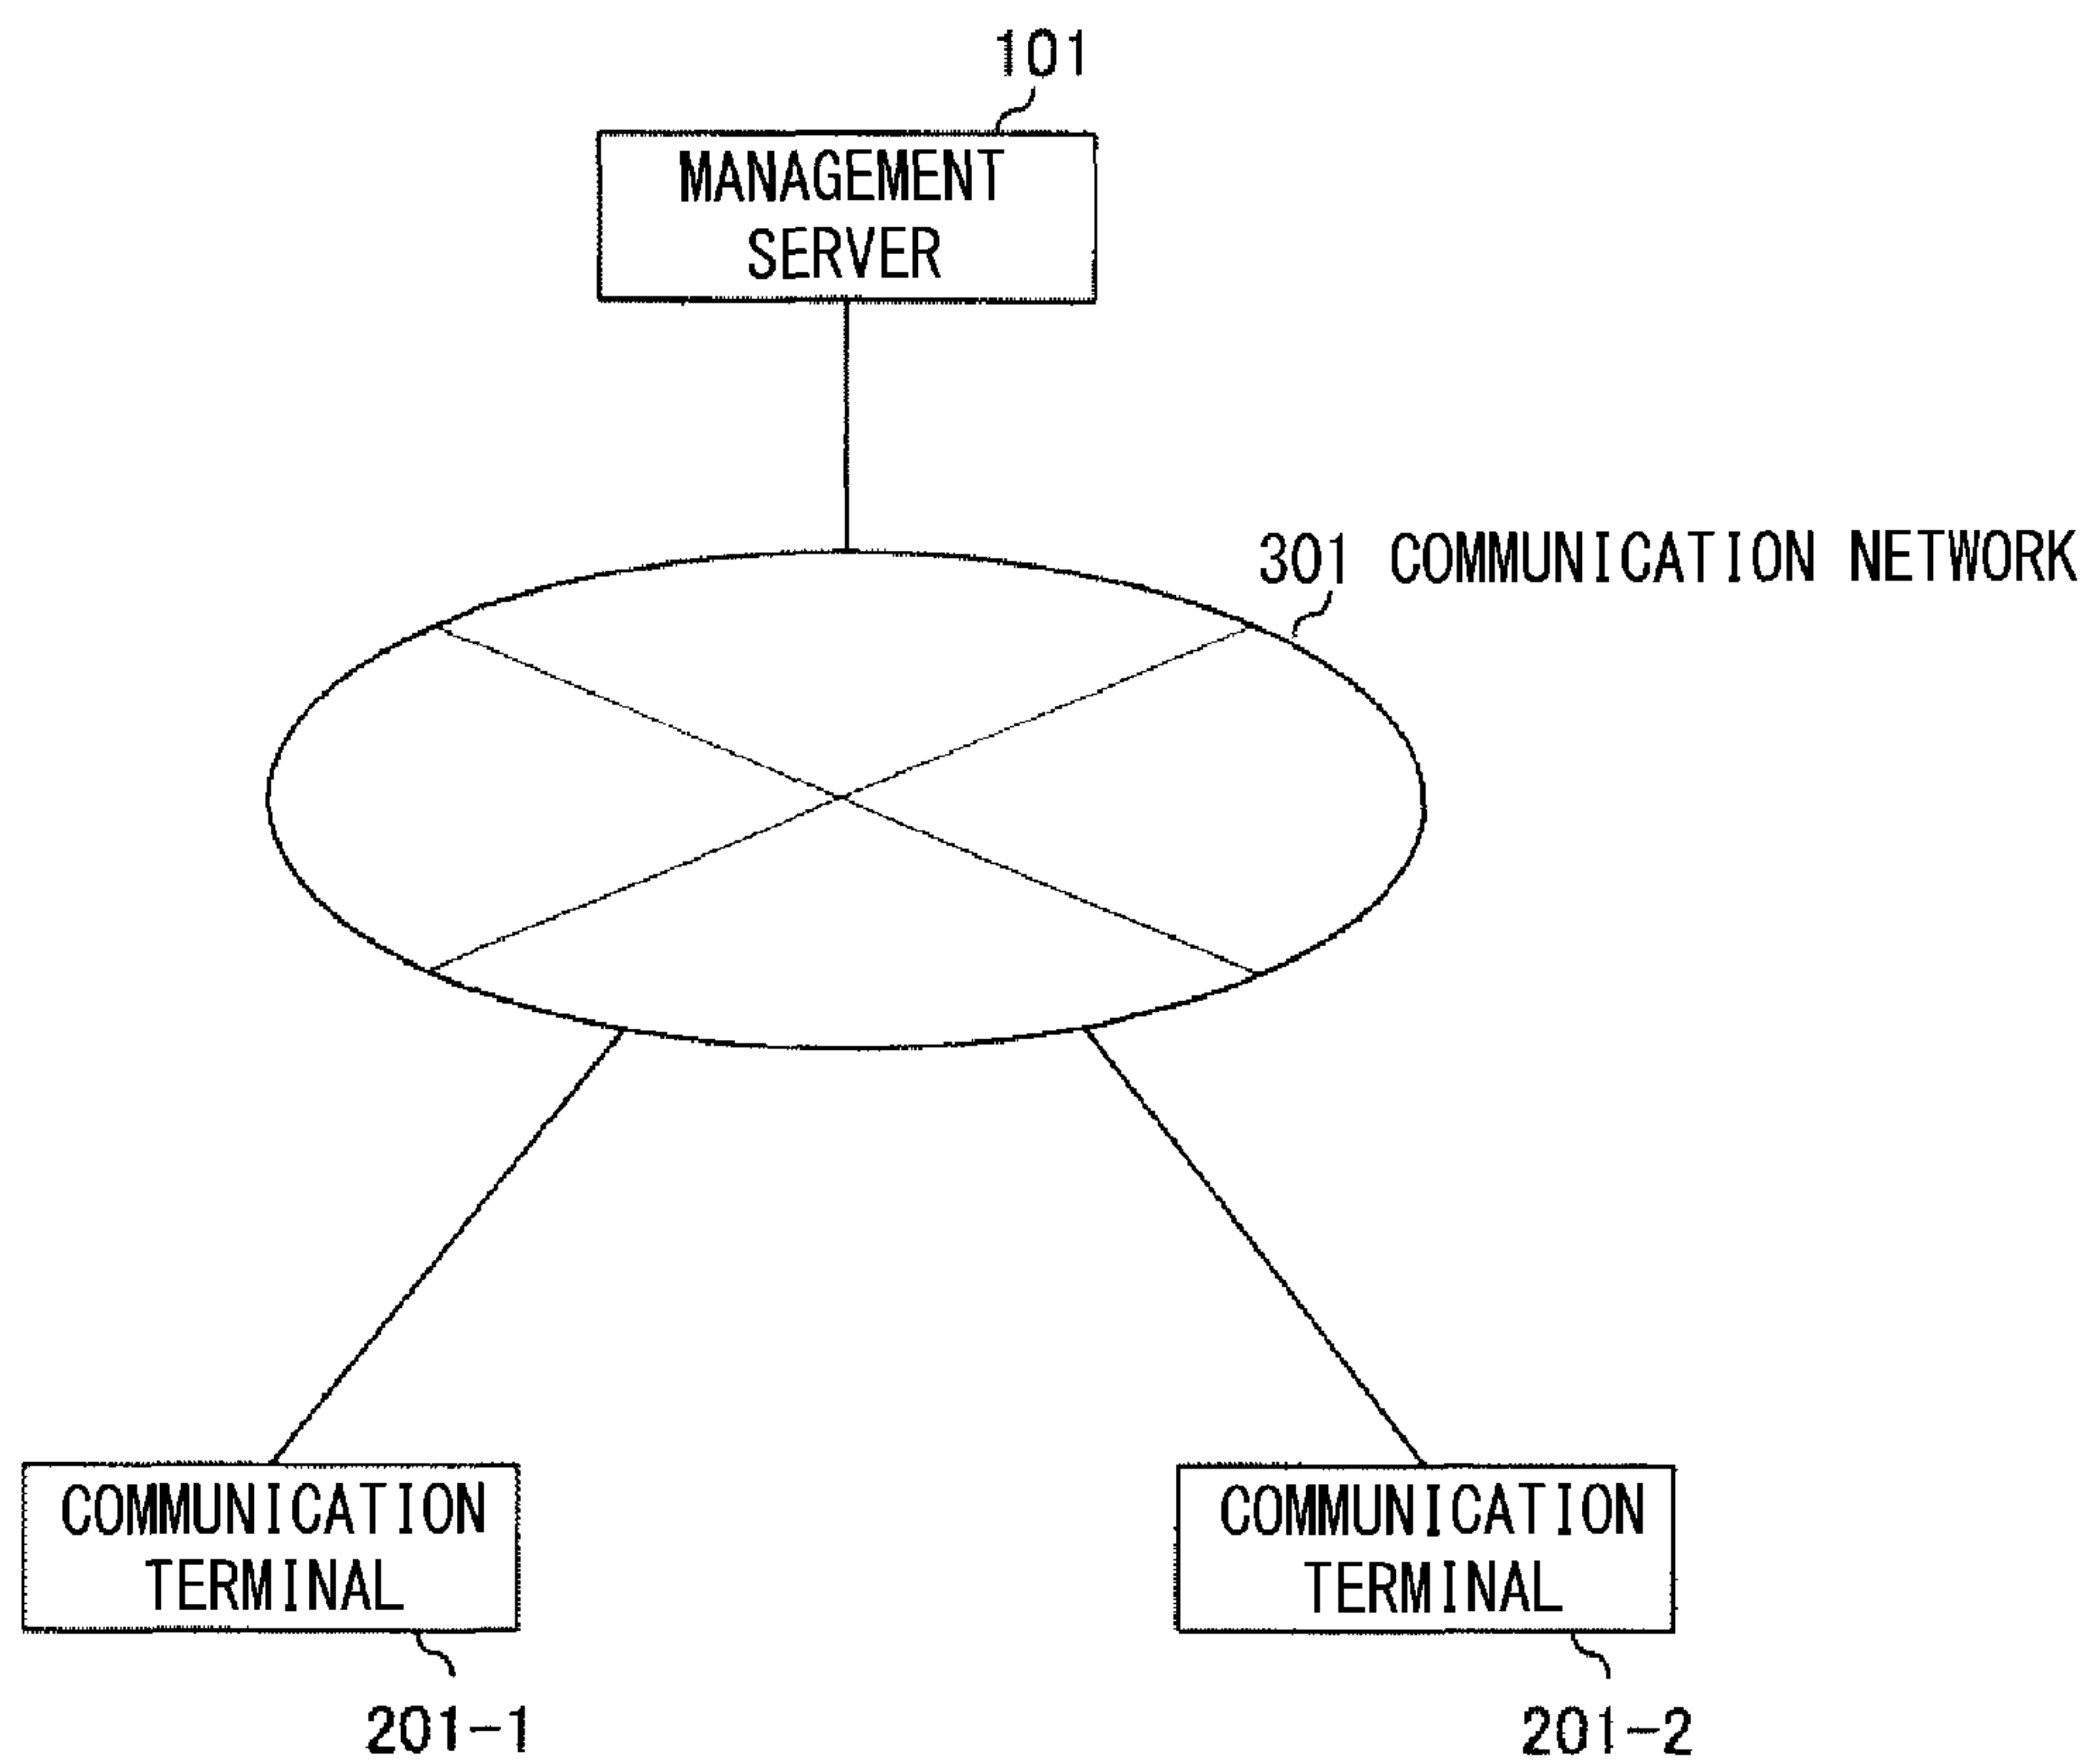 101
MANAGEMENT
SERVER
301 COMMUNICATION NETWORK
COMMUNICATION
TERMINAL
201-1
COMMUNICATION
TERMINAL
201-2